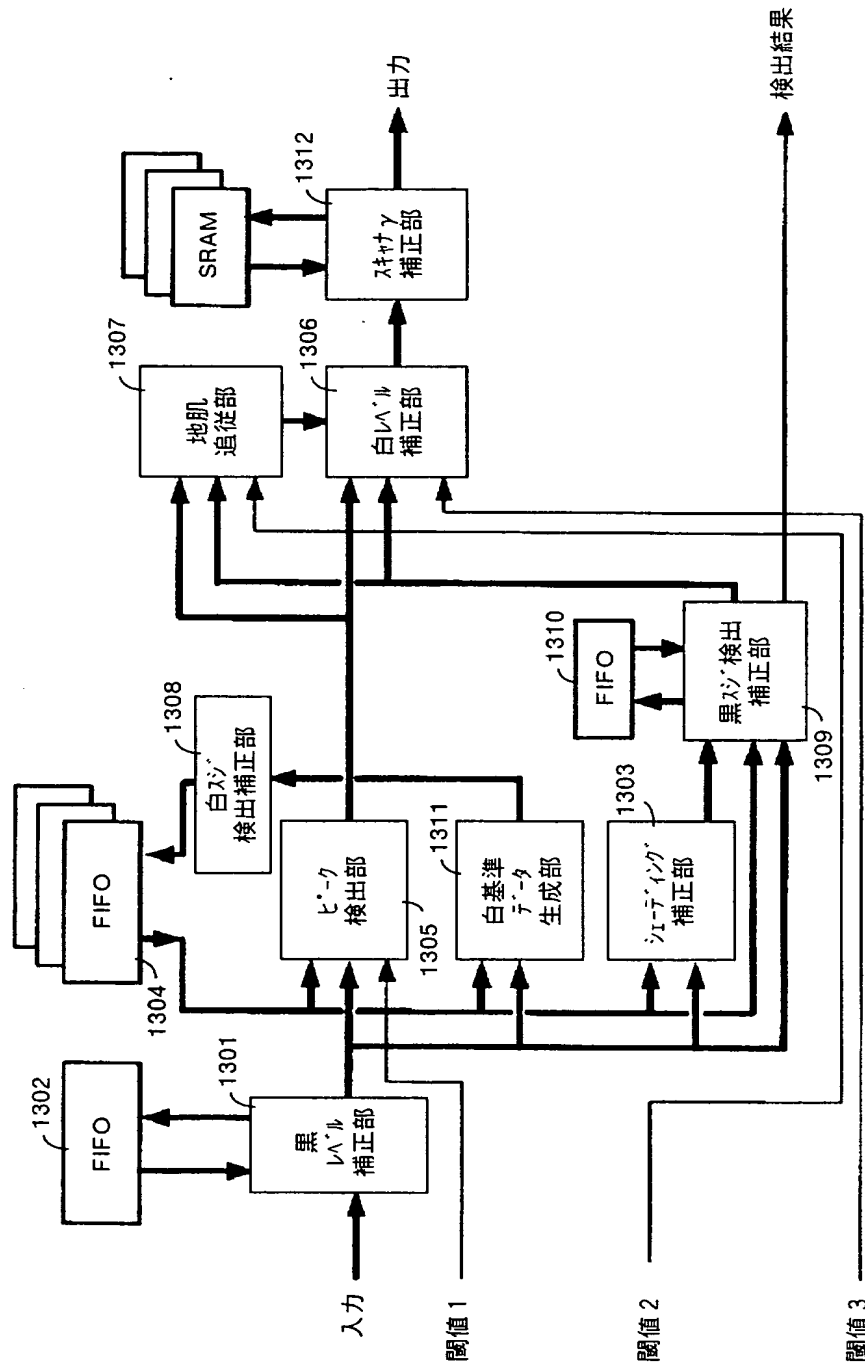 1302
FIFO
1301
黒
レベル
補正部
入力
1304
FIFO
1308
白スジ
検出補正部
ピーク
検出部
1305
1311
白基準
データ
生成部
1303
シェーディング
補正部
1310
FIFO
黒スジ検出
補正部
1309
1307
地肌
追従部
1306
白レベル
補正部
SRAM
1312
スキャナγ
補正部
出力
検出結果
閾値1
閾値2
閾値3